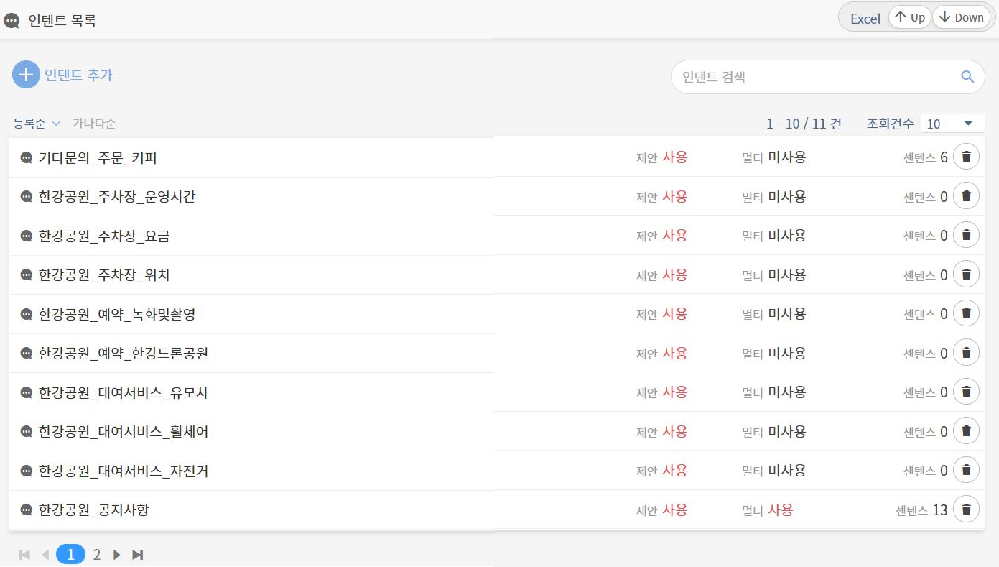 인텐트 목록 Excel Up Down
인텐트 추가 인텐트 검색
등록순 가나다순 1 - 10 / 11 건 조회건수 10
기타문의_주문_커피 제안 사용 멀티 미사용 센텐스 6
한강공원_주차장_운영시간 제안 사용 멀티 미사용 센텐스 0
한강공원_주차장_요금 제안 사용 멀티 미사용 센텐스 0
한강공원_주차장_위치 제안 사용 멀티 미사용 센텐스 0
한강공원_예약_녹화및촬영 제안 사용 멀티 미사용 센텐스 0
한강공원_예약_한강드론공원 제안 사용 멀티 미사용 센텐스 0
한강공원_대여서비스_유모차 제안 사용 멀티 미사용 센텐스 0
한강공원_대여서비스_휠체어 제안 사용 멀티 미사용 센텐스 0
한강공원_대여서비스_자전거 제안 사용 멀티 미사용 센텐스 0
한강공원_공지사항 제안 사용 멀티 사용 센텐스 13
1 2